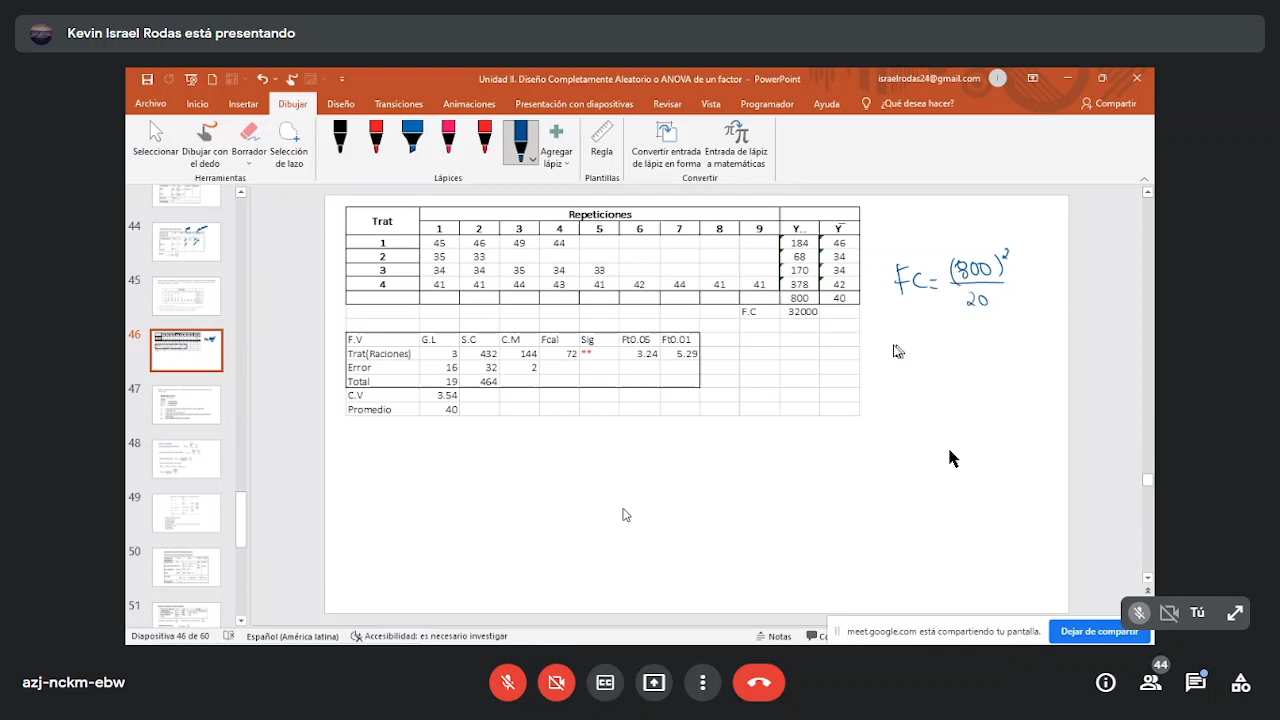 Kevin Israel Rodas está presentando
Unidad II. Diseño Completamente Aleatorio o ANOVA de un factor - PowerPoint
israelrodas24@gmail.com I
Archivo Inicio Insertar Dibujar Diseño Transiciones Animaciones Presentación con diapositivas Revisar Vista Programador Ayuda ¿Qué desea hacer? Compartir
Seleccionar Dibujar con el dedo Borrador Selección de lazo Agregar lápiz Regla Convertir entrada de lápiz en forma Entrada de lápiz a matemáticas
Herramientas Lápices Plantillas Convertir
44
45
46
47
48
49
50
51
Trat Repeticiones
1 2 3 4 5 6 7 8 9 Y.. Y̅
1 45 46 49 44 184 46
2 35 33 68 34
3 34 34 35 34 33 170 34
4 41 41 44 43 41 42 44 41 41 378 42
800 40
F.C 32000
FC= (800)²
20
F.V G.L S.C C.M Fcal Sig Ft0.05 Ft0.01
Trat(Raciones) 3 432 144 72 ** 3.24 5.29
Error 16 32 2
Total 19 464
C.V 3.54
Promedio 40
Diapositiva 46 de 60 Español (América latina) Accesibilidad: es necesario investigar Notas
meet.google.com está compartiendo tu pantalla. Dejar de compartir
Tú
azj-nckm-ebw
CC
44